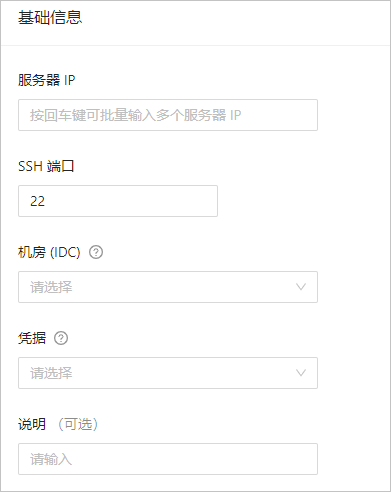 基础信息
服务器 IP
按回车键可批量输入多个服务器 IP
SSH 端口
22
机房 (IDC)
请选择
凭据
请选择
说明 （可选）
请输入